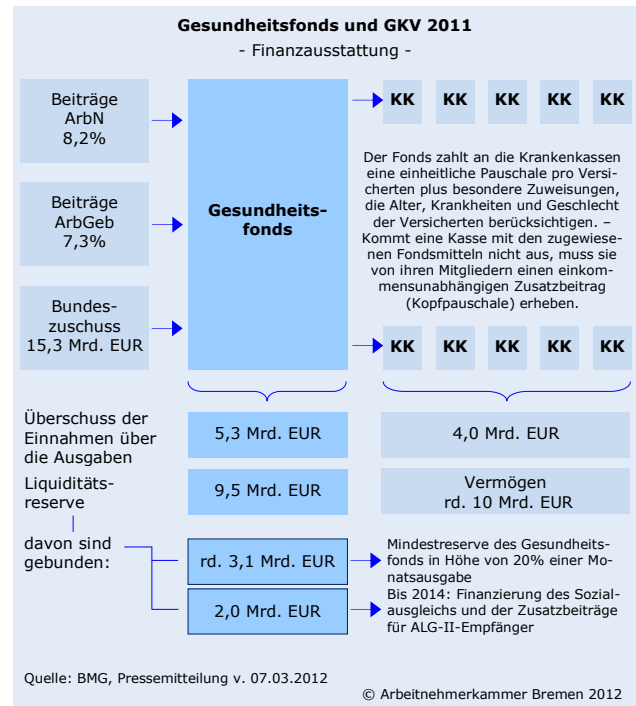 Gesundheitsfonds und GKV 2011
- Finanzausstattung -
Beiträge
ArbN
8,2%
Beiträge
ArbGeb
7,3%
Bundes-
zuschuss
15,3 Mrd. EUR
Gesundheits-
fonds
KK KK KK KK KK
Der Fonds zahlt an die Krankenkassen
eine einheitliche Pauschale pro Versi-
cherten plus besondere Zuweisungen,
die Alter, Krankheiten und Geschlecht
der Versicherten berücksichtigen. –
Kommt eine Kasse mit den zugewiese-
nen Fondsmitteln nicht aus, muss sie
von ihren Mitgliedern einen einkom-
mensunabhängigen Zusatzbeitrag
(Kopfpauschale) erheben.
KK KK KK KK KK
Überschuss der
Einnahmen über
die Ausgaben
5,3 Mrd. EUR
4,0 Mrd. EUR
Liquiditäts-
reserve
9,5 Mrd. EUR
Vermögen
rd. 10 Mrd. EUR
davon sind
gebunden:
rd. 3,1 Mrd. EUR
Mindestreserve des Gesundheits-
fonds in Höhe von 20% einer Mo-
natsausgabe
2,0 Mrd. EUR
Bis 2014: Finanzierung des Sozial-
ausgleichs und der Zusatzbeiträge
für ALG-II-Empfänger
Quelle: BMG, Pressemitteilung v. 07.03.2012
© Arbeitnehmerkammer Bremen 2012